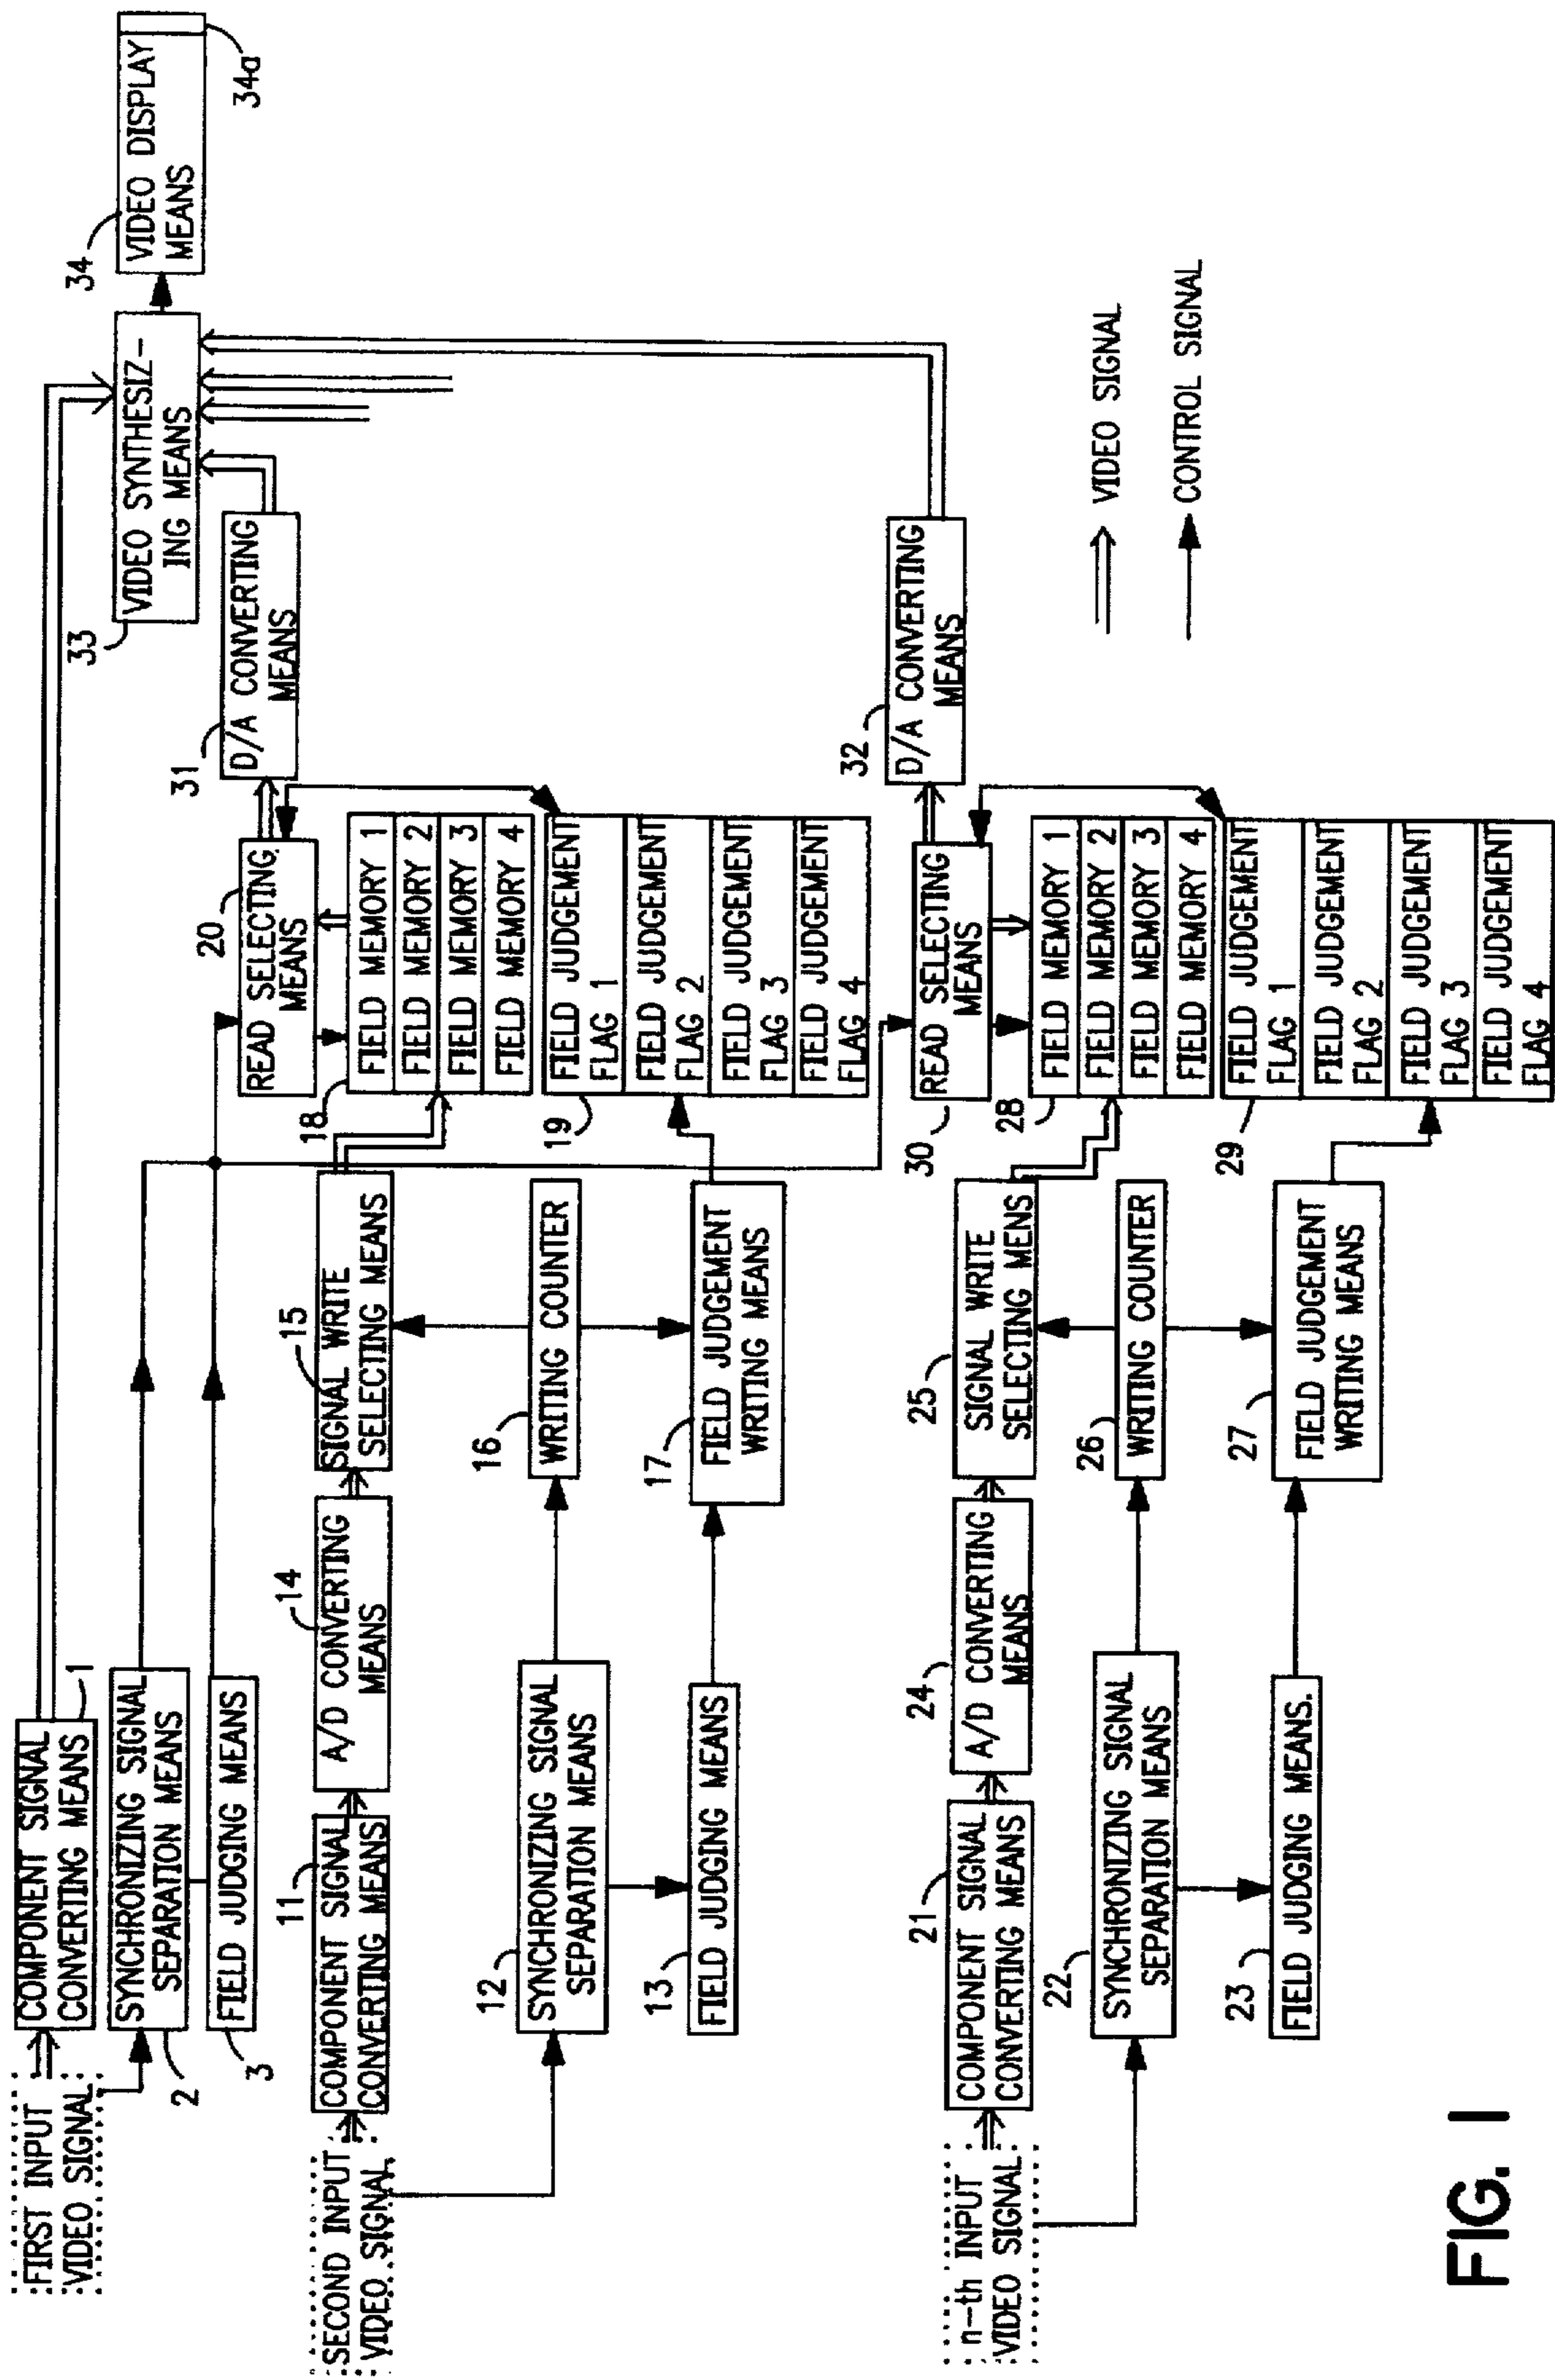 FIRST INPUT
VIDEO SIGNAL
COMPONENT SIGNAL
CONVERTING MEANS
1
SYNCHRONIZING SIGNAL
SEPARATION MEANS
2
FIELD JUDGING MEANS
3
VIDEO SYNTHESIZ-
ING MEANS
33
VIDEO DISPLAY
MEANS
34
34a
SECOND INPUT
VIDEO SIGNAL
COMPONENT SIGNAL
CONVERTING MEANS
11
A/D CONVERTING
MEANS
14
SIGNAL WRITE
SELECTING MEANS
15
READ SELECTING
MEANS
20
D/A CONVERTING
MEANS
31
18
FIELD MEMORY 1
FIELD MEMORY 2
FIELD MEMORY 3
FIELD MEMORY 4
12
SYNCHRONIZING SIGNAL
SEPARATION MEANS
16
WRITING COUNTER
19
FIELD JUDGEMENT
FLAG 1
FIELD JUDGEMENT
FLAG 2
FIELD JUDGEMENT
FLAG 3
FIELD JUDGEMENT
FLAG 4
13
FIELD JUDGING MEANS
17
FIELD JUDGEMENT
WRITING MEANS
n-th INPUT
VIDEO SIGNAL
21
COMPONENT SIGNAL
CONVERTING MEANS
24
A/D CONVERTING
MEANS
25
SIGNAL WRITE
SELECTING MENS
30
READ SELECTING
MEANS
32
D/A CONVERTING
MEANS
28
FIELD MEMORY 1
FIELD MEMORY 2
FIELD MEMORY 3
FIELD MEMORY 4
22
SYNCHRONIZING SIGNAL
SEPARATION MEANS
26
WRITING COUNTER
29
FIELD JUDGEMENT
FLAG 1
FIELD JUDGEMENT
FLAG 2
FIELD JUDGEMENT
FLAG 3
FIELD JUDGEMENT
FLAG 4
23
FIELD JUDGING MEANS.
27
FIELD JUDGEMENT
WRITING MEANS
VIDEO SIGNAL
CONTROL SIGNAL
FIG. 1